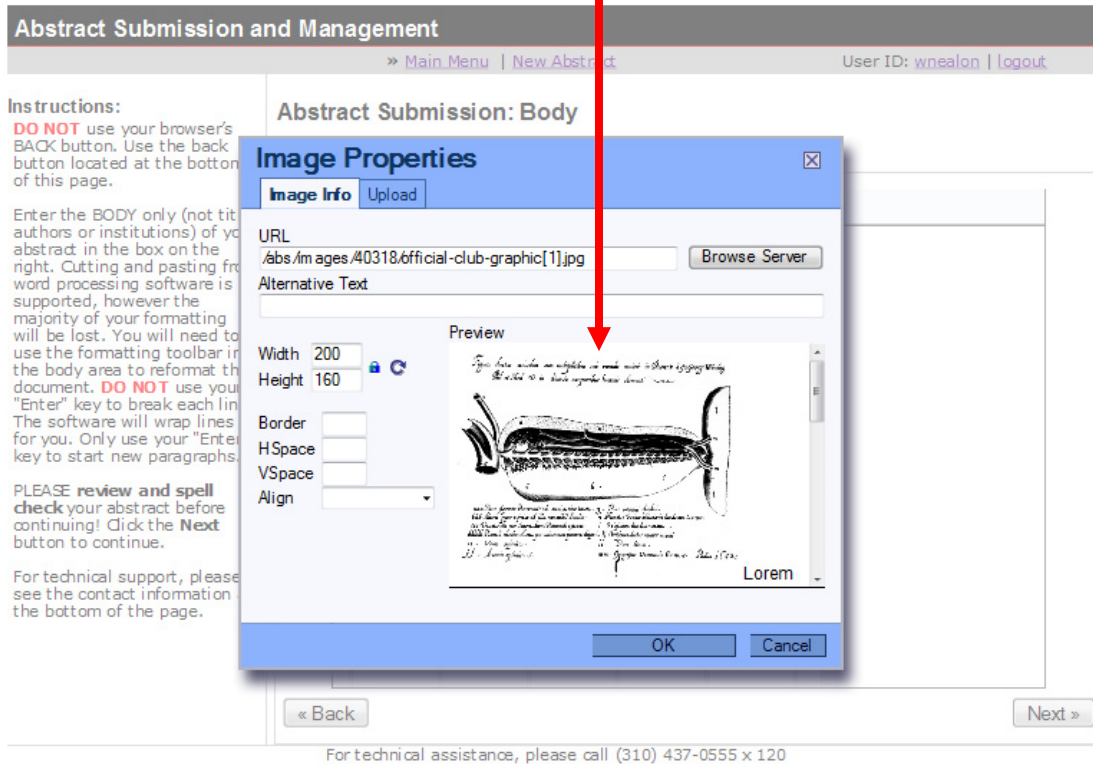 Abstract Submission and Management
» Main Menu | New Abstract
User ID: wnealon | logout
Instructions:
DO NOT use your browser's
BACK button. Use the back
button located at the bottom
of this page.
Enter the BODY only (not tit
authors or institutions) of yo
abstract in the box on the
right. Cutting and pasting fro
word processing software is
supported, however the
majority of your formatting
will be lost. You will need to
use the formatting toolbar in
the body area to reformat th
document. DO NOT use your
"Enter" key to break each lin
The software will wrap lines
for you. Only use your "Enter
key to start new paragraphs.
PLEASE review and spell
check your abstract before
continuing! Click the Next
button to continue.
For technical support, please
see the contact information
the bottom of the page.
Abstract Submission: Body
Image Properties
Image Info Upload
URL
/abs/images/40318/official-club-graphic[1].jpg Browse Server
Alternative Text
Width 200
Height 160
Border
HSpace
VSpace
Align
Preview
Lorem
OK Cancel
« Back Next »
For technical assistance, please call (310) 437-0555 x 120